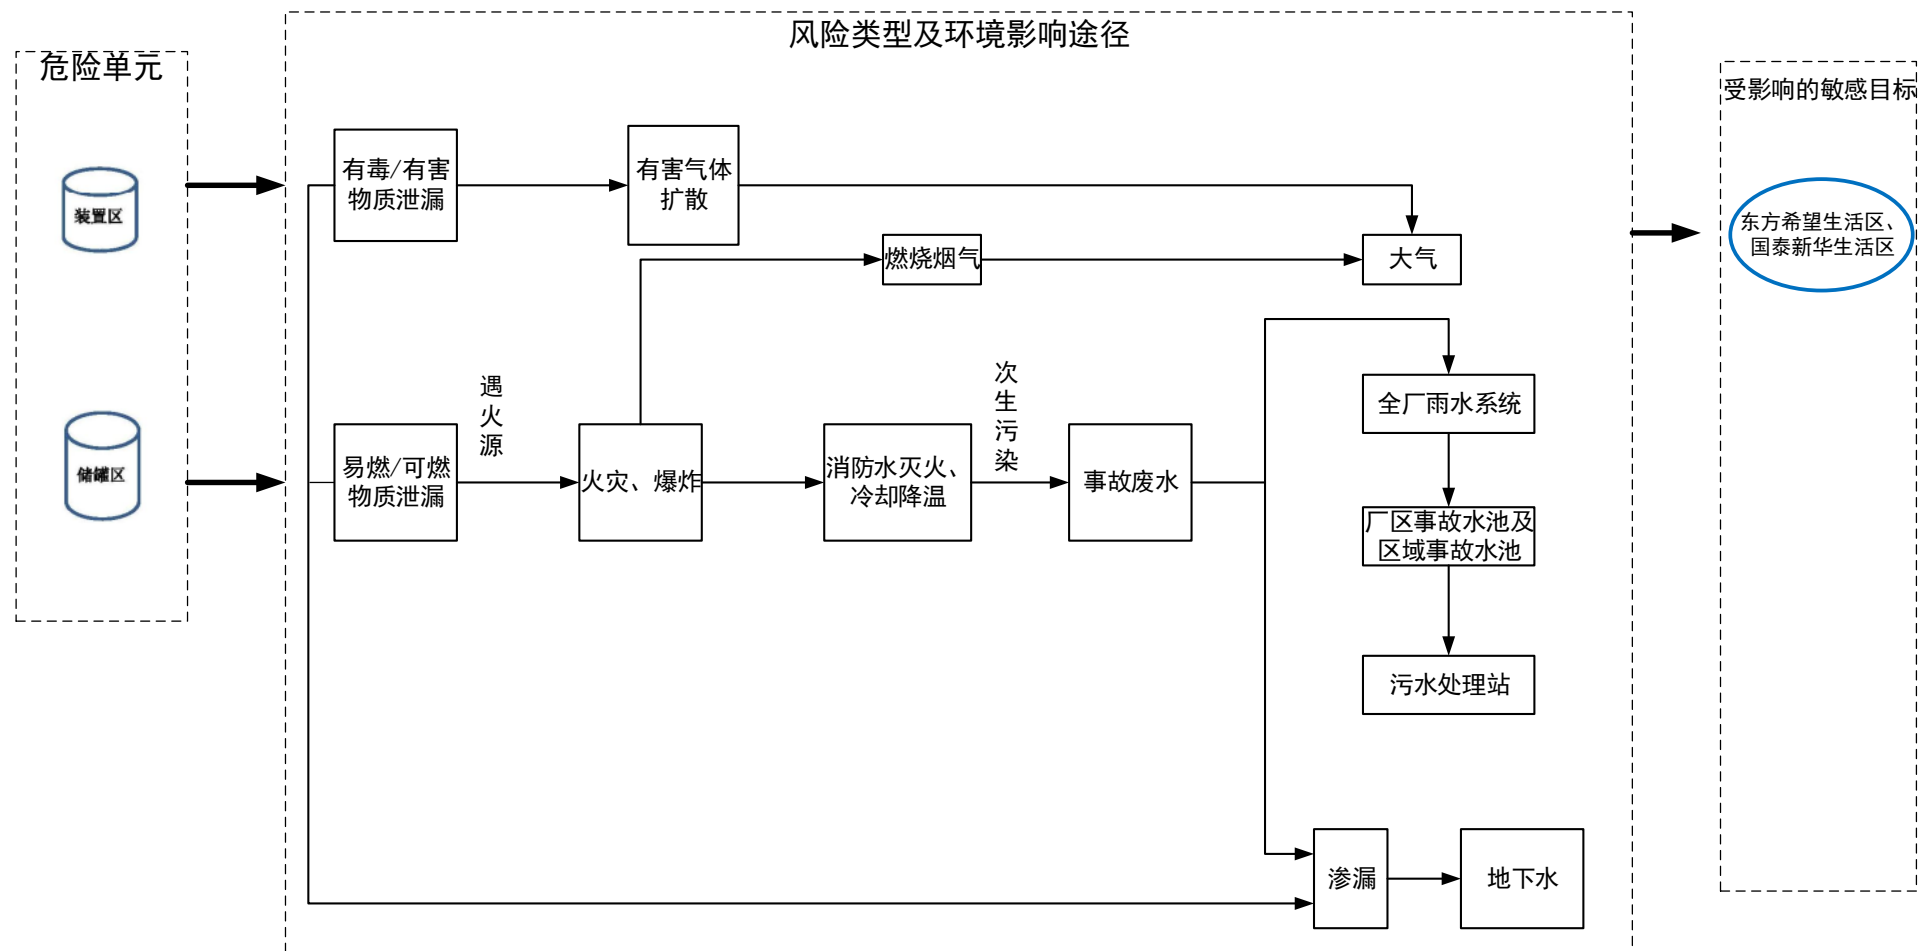 风险类型及环境影响途径
危险单元
受影响的敏感目标
装置区
储罐区
有毒/有害
物质泄漏
有害气体
扩散
燃烧烟气
大气
易燃/可燃
物质泄漏
遇火源
火灾、爆炸
消防水灭火、
冷却降温
次生污染
事故废水
全厂雨水系统
厂区事故水池及
区域事故水池
污水处理站
渗漏
地下水
东方希望生活区、
国泰新华生活区